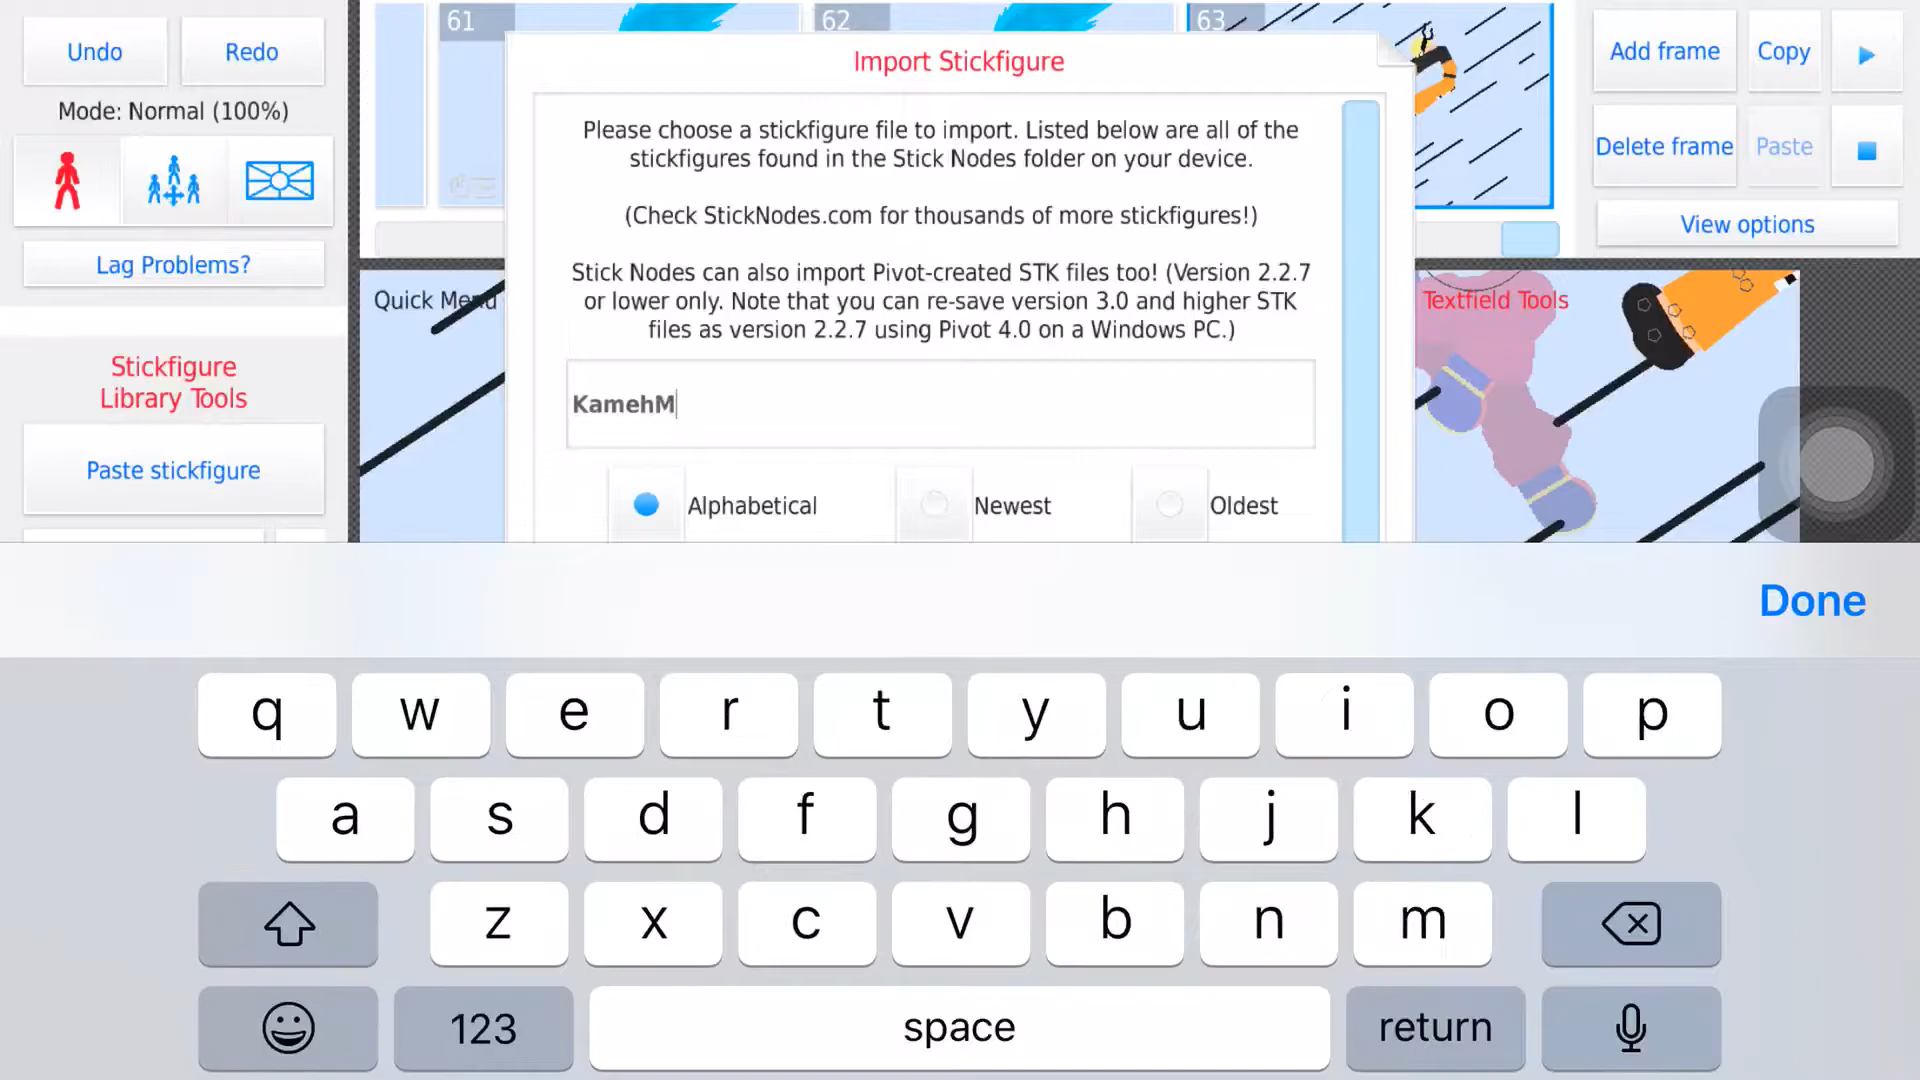 Undo
Redo
Mode: Normal (100%)
Lag Problems?
Stickfigure
Library Tools
Paste stickfigure
61
62
63
Quick Menu
Import Stickfigure
Please choose a stickfigure file to import. Listed below are all of the
stickfigures found in the Stick Nodes folder on your device.
(Check StickNodes.com for thousands of more stickfigures!)
Stick Nodes can also import Pivot-created STK files too! (Version 2.2.7
or lower only. Note that you can re-save version 3.0 and higher STK
files as version 2.2.7 using Pivot 4.0 on a Windows PC.)
KamehM
Alphabetical
Newest
Oldest
Add frame
Copy
Delete frame
Paste
View options
Textfield Tools
Done
q w e r t y u i o p
a s d f g h j k l
z x c v b n m
123
space
return